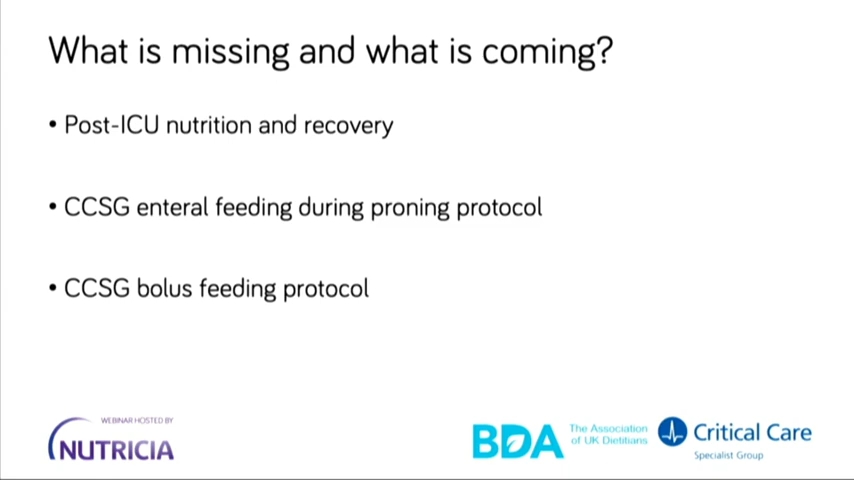 What is missing and what is coming?
• Post-ICU nutrition and recovery
• CCSG enteral feeding during proning protocol
• CCSG bolus feeding protocol
WEBINAR HOSTED BY
NUTRICIA
BDA
The Association
of UK Dietitians
Critical Care
Specialist Group